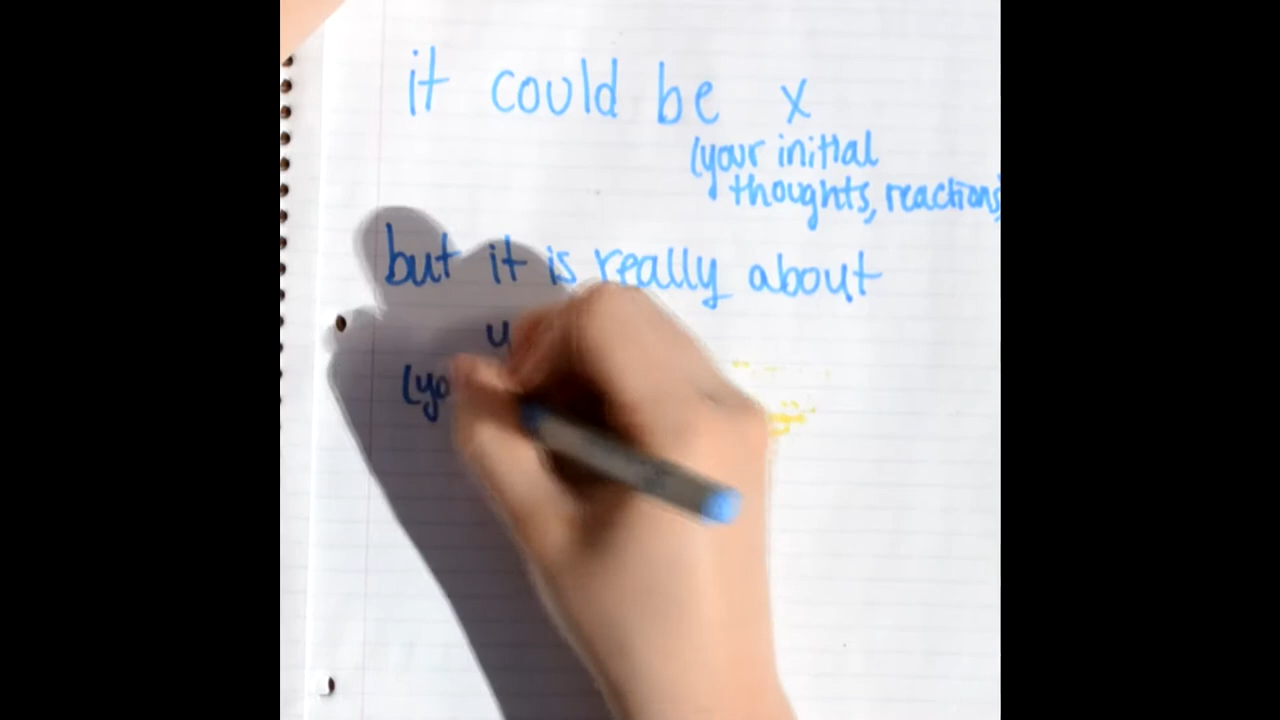 it could be x
(your initial
thoughts, reactions)
but it is really about